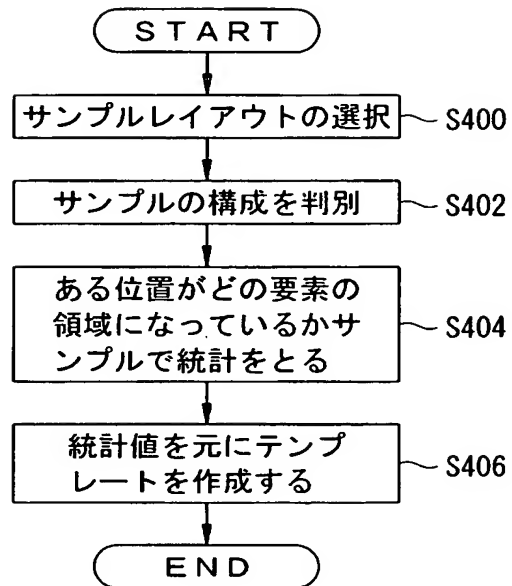 START
サンプルレイアウトの選択 S400
サンプルの構成を判別 S402
ある位置がどの要素の
領域になっているかサ
ンプルで統計をとる
S404
統計値を元にテンプ
レートを作成する
S406
END